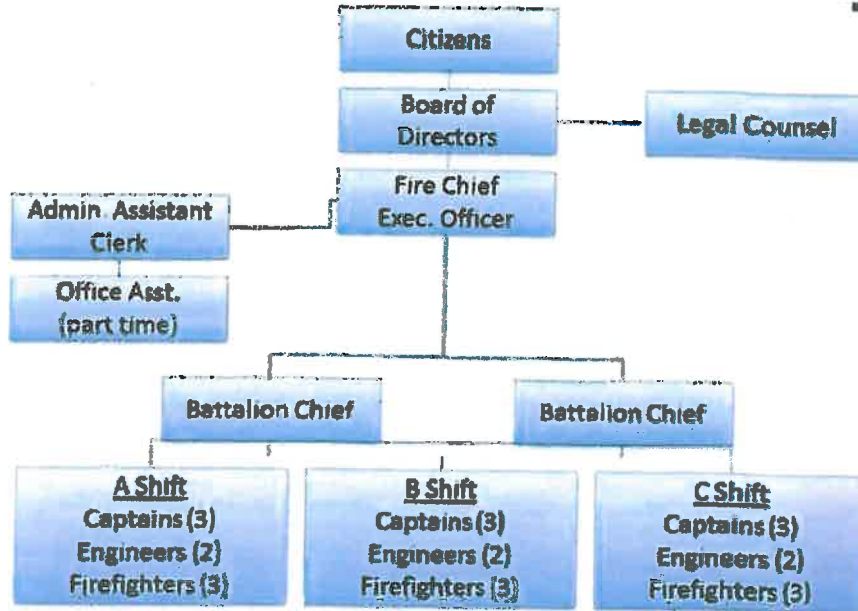 Citizens
Board of
Directors
Legal Counsel
Fire Chief
Exec. Officer
Admin Assistant
Clerk
Office Asst.
(part time)
Battalion Chief
Battalion Chief
A Shift
Captains (3)
Engineers (2)
Firefighters (3)
B Shift
Captains (3)
Engineers (2)
Firefighters (3)
C Shift
Captains (3)
Engineers (2)
Firefighters (3)